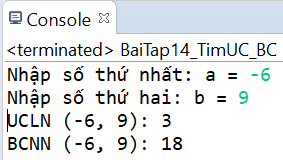 Console
<terminated> BaiTap14_TimUC_BC
Nhập số thứ nhất: a = -6
Nhập số thứ hai: b = 9
UCLN (-6, 9): 3
BCNN (-6, 9): 18